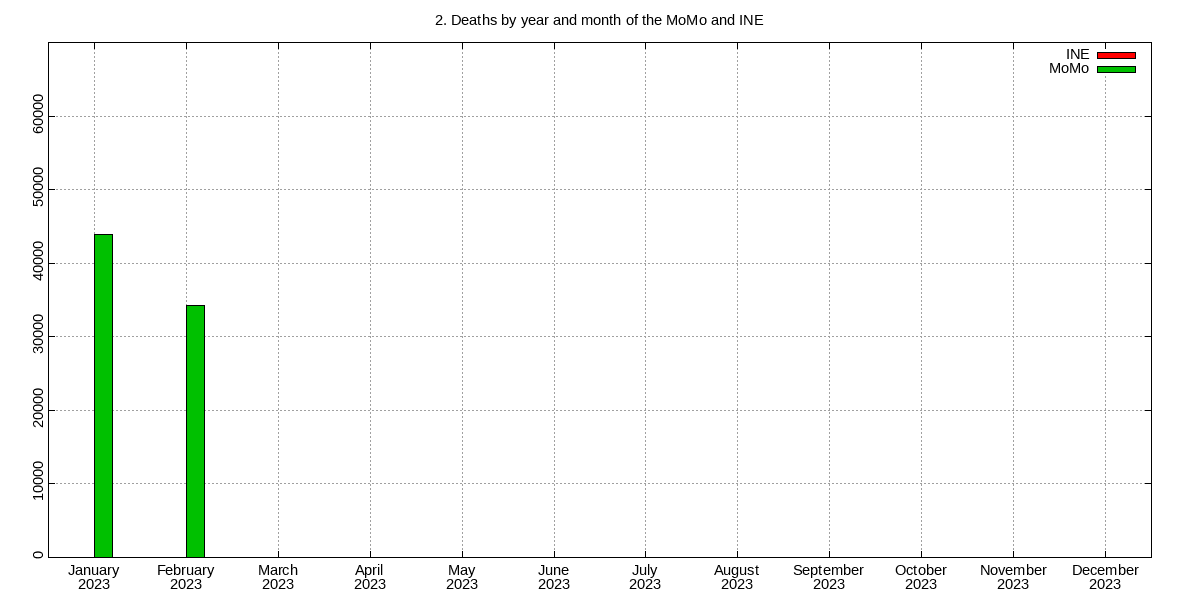 2. Deaths by year and month of the MoMo and INE
INE
MoMo
60000
50000
40000
30000
20000
10000
0
January February March April May June July August September October November December
2023 2023 2023 2023 2023 2023 2023 2023 2023 2023 2023 2023